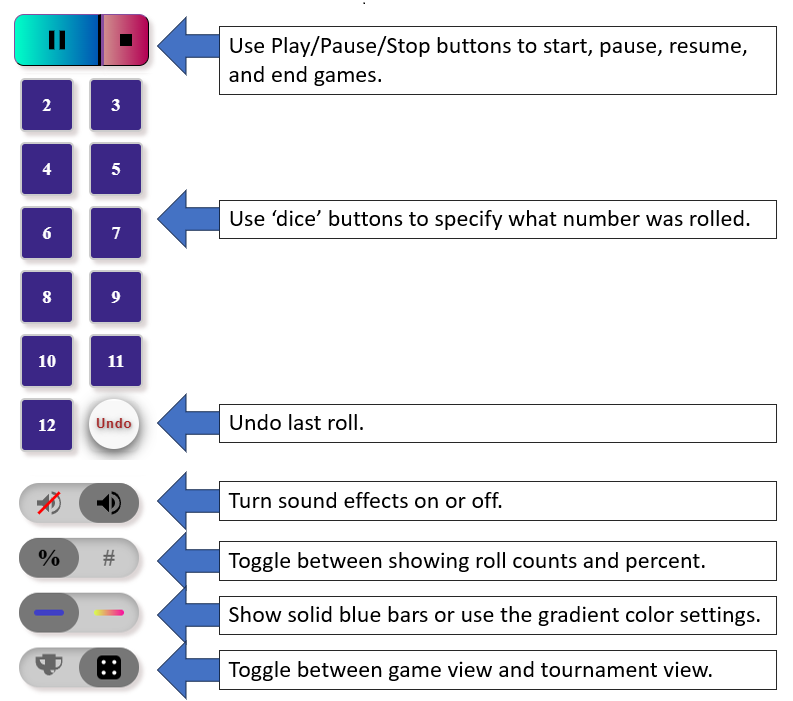 Use Play/Pause/Stop buttons to start, pause, resume,
and end games.
2 3
4 5
6 7
Use ‘dice’ buttons to specify what number was rolled.
8 9
10 11
12 Undo
Undo last roll.
Turn sound effects on or off.
% #
Toggle between showing roll counts and percent.
Show solid blue bars or use the gradient color settings.
Toggle between game view and tournament view.